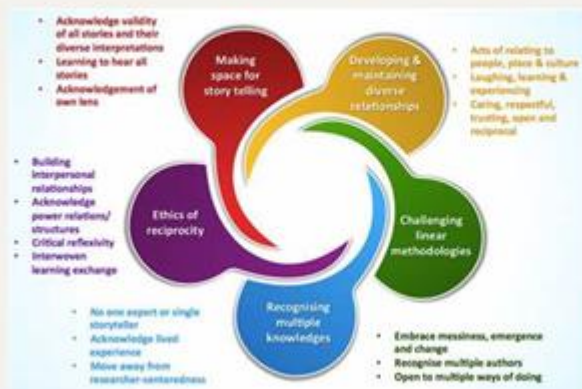 • Acknowledge validity
of all stories and their
diverse interpretations
• Learning to hear all
stories
• Acknowledgement of
own lens
Making
space for
story telling
Developing &
maintaining
diverse
relationships
• Acts of relating to
people, place & culture
• Laughing, learning &
experiencing
• Caring, respectful,
trusting, open and
reciprocal
• Building
interpersonal
relationships
• Acknowledge
power relations/
structures
• Critical reflexivity
• Interwoven
learning exchange
Ethics of
reciprocity
Challenging
linear
methodologies
Recognising
multiple
knowledges
• No one expert or single
storyteller
• Acknowledge lived
experience
• Move away from
researcher-centeredness
• Embrace messiness, emergence
and change
• Recognise multiple authors
• Open to multiple ways of doing